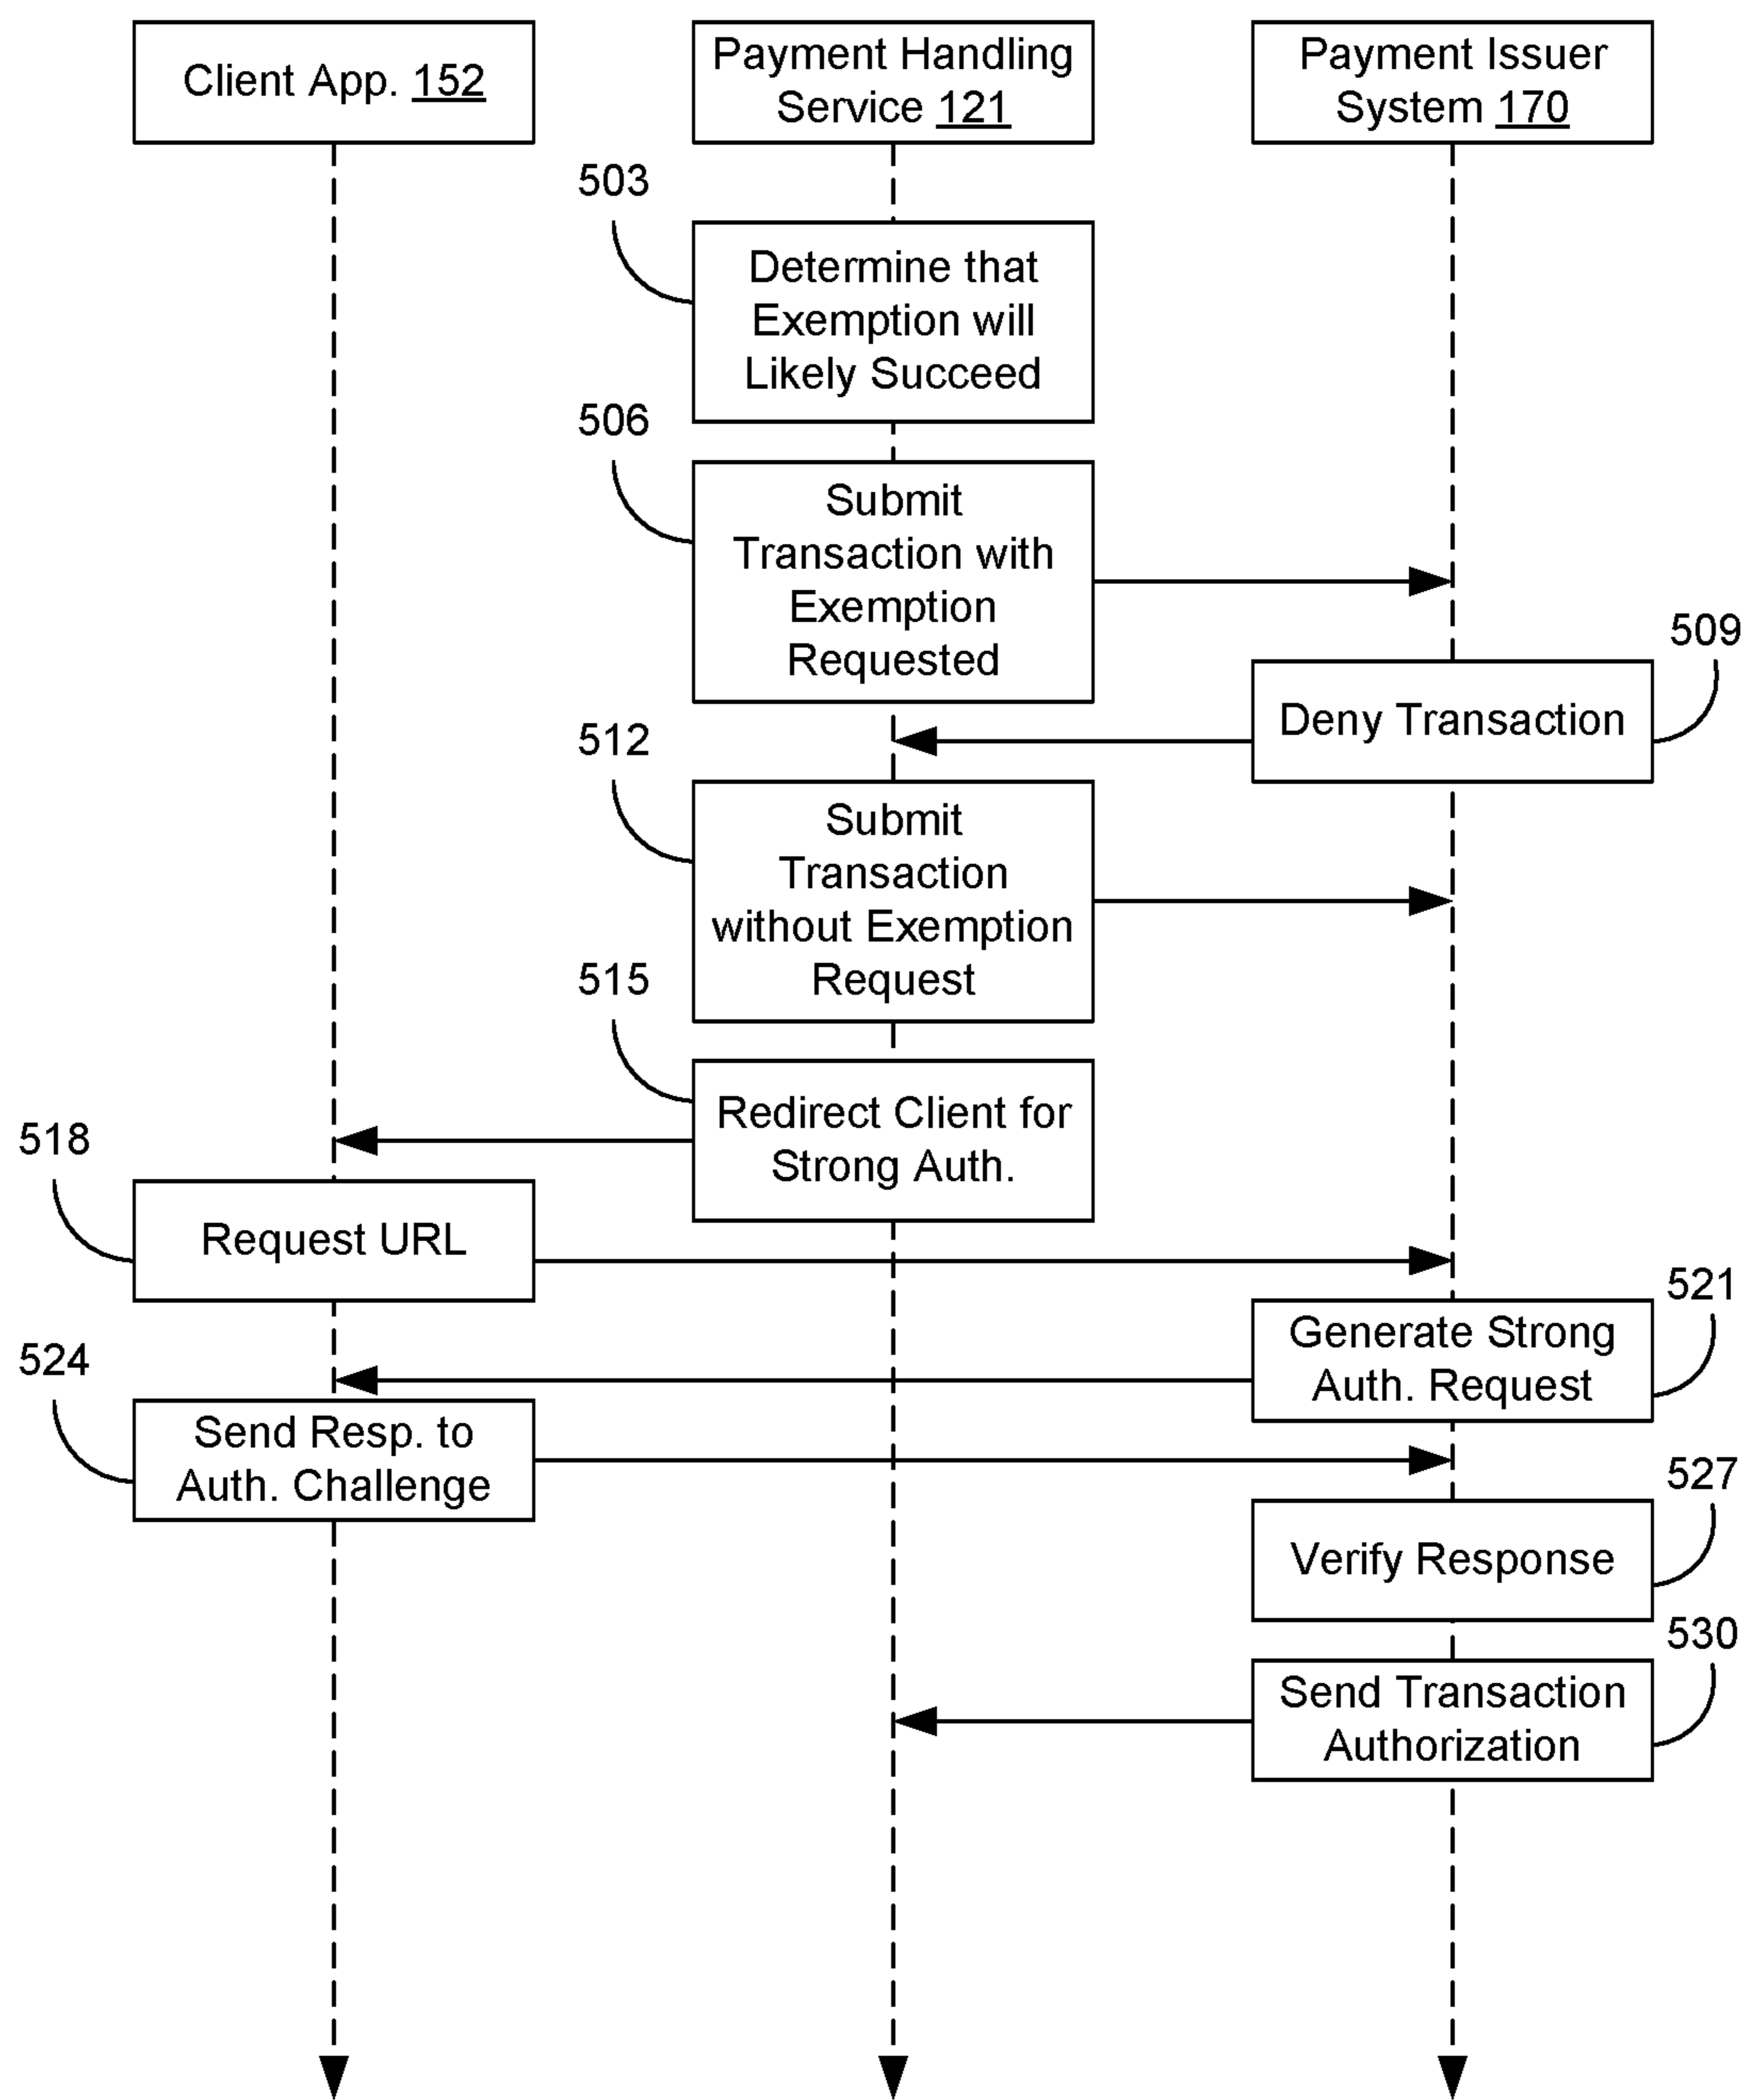 Client App. 152
Payment Handling
Service 121
Payment Issuer
System 170
503
Determine that
Exemption will
Likely Succeed
506
Submit
Transaction with
Exemption
Requested
509
Deny Transaction
512
Submit
Transaction
without Exemption
Request
515
Redirect Client for
Strong Auth.
518
Request URL
521
Generate Strong
Auth. Request
524
Send Resp. to
Auth. Challenge
527
Verify Response
530
Send Transaction
Authorization